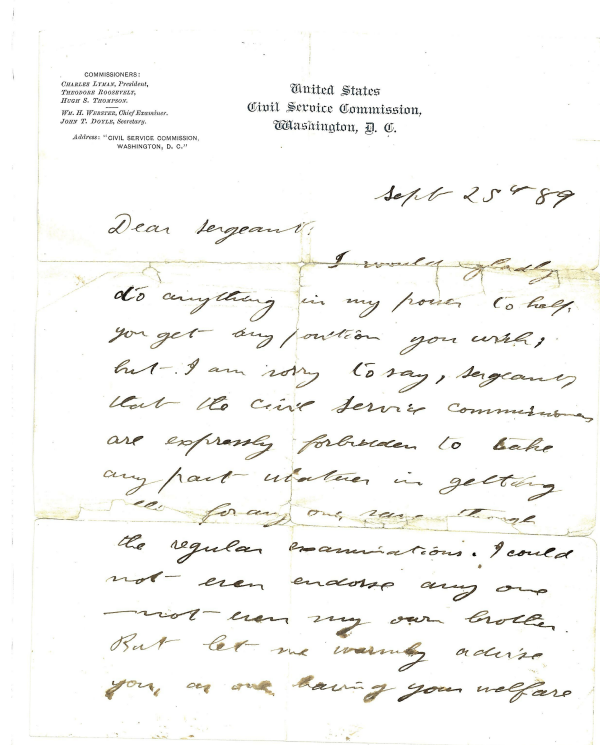 COMMISSIONERS:
CHARLES LYMAN, President,
THEODORE ROOSEVELT,
HUGH S. THOMPSON.
WM. H. WEBSTER, Chief Examiner.
JOHN T. DOYLE, Secretary.
Address: "CIVIL SERVICE COMMISSION,
WASHINGTON, D. C."
United States
Civil Service Commission,
Washington, D. C.
Sept 25th 89
Dear Sergeant:
I would gladly
do anything in my power to help
you get any position you wish;
but I am sorry to say, Sergeant,
that the Civil Service Commissioners
are expressly forbidden to take
any part whatever in getting
for any one, save through
the regular examinations. I could
not even endorse any one
—not even my own brother.
But let me warmly advise
you, as one having your welfare